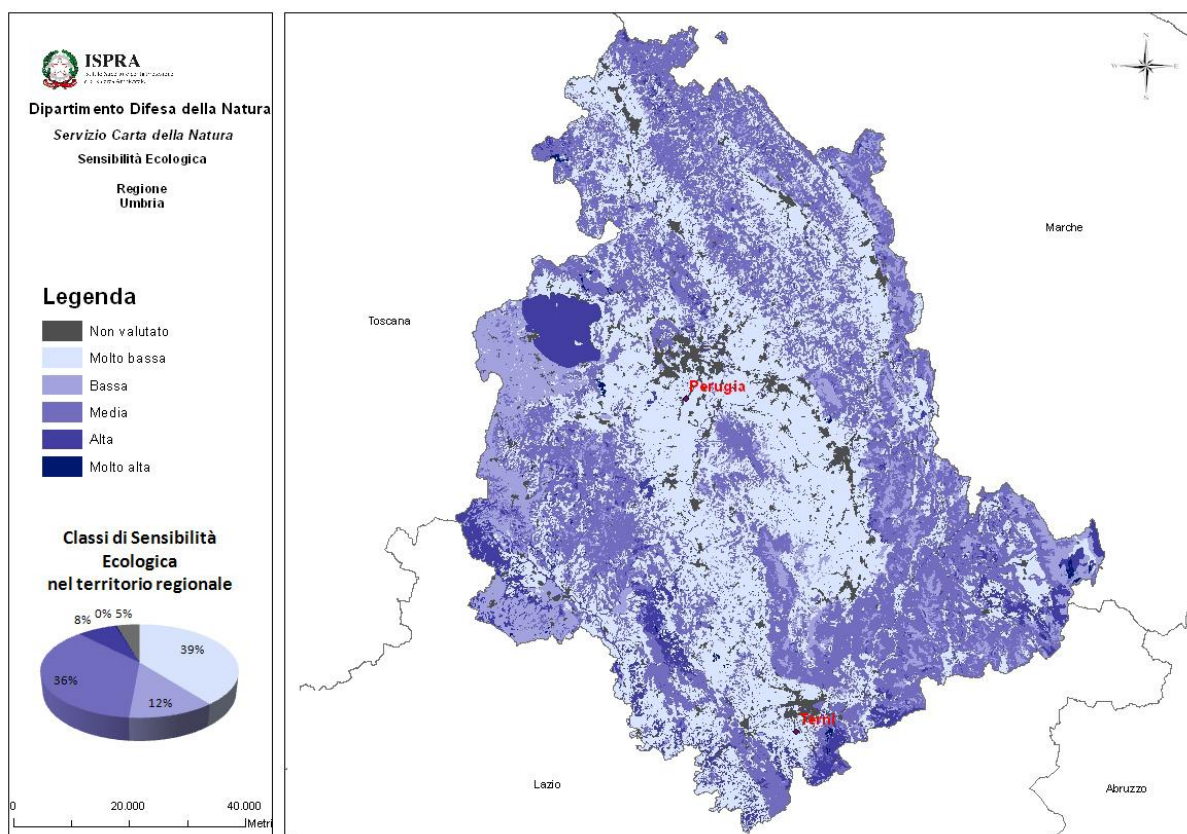 ISPRA
Dipartimento Difesa della Natura
Servizio Carta della Natura
Sensibilità Ecologica
Regione
Umbria
Legenda
Non valutato
Molto bassa
Bassa
Media
Alta
Molto alta
Classi di Sensibilità
Ecologica
nel territorio regionale
8%
0%
5%
39%
36%
12%
0
20.000
40.000
Metri
N
W
E
S
Marche
Toscana
Perugia
Terni
Lazio
Abruzzo